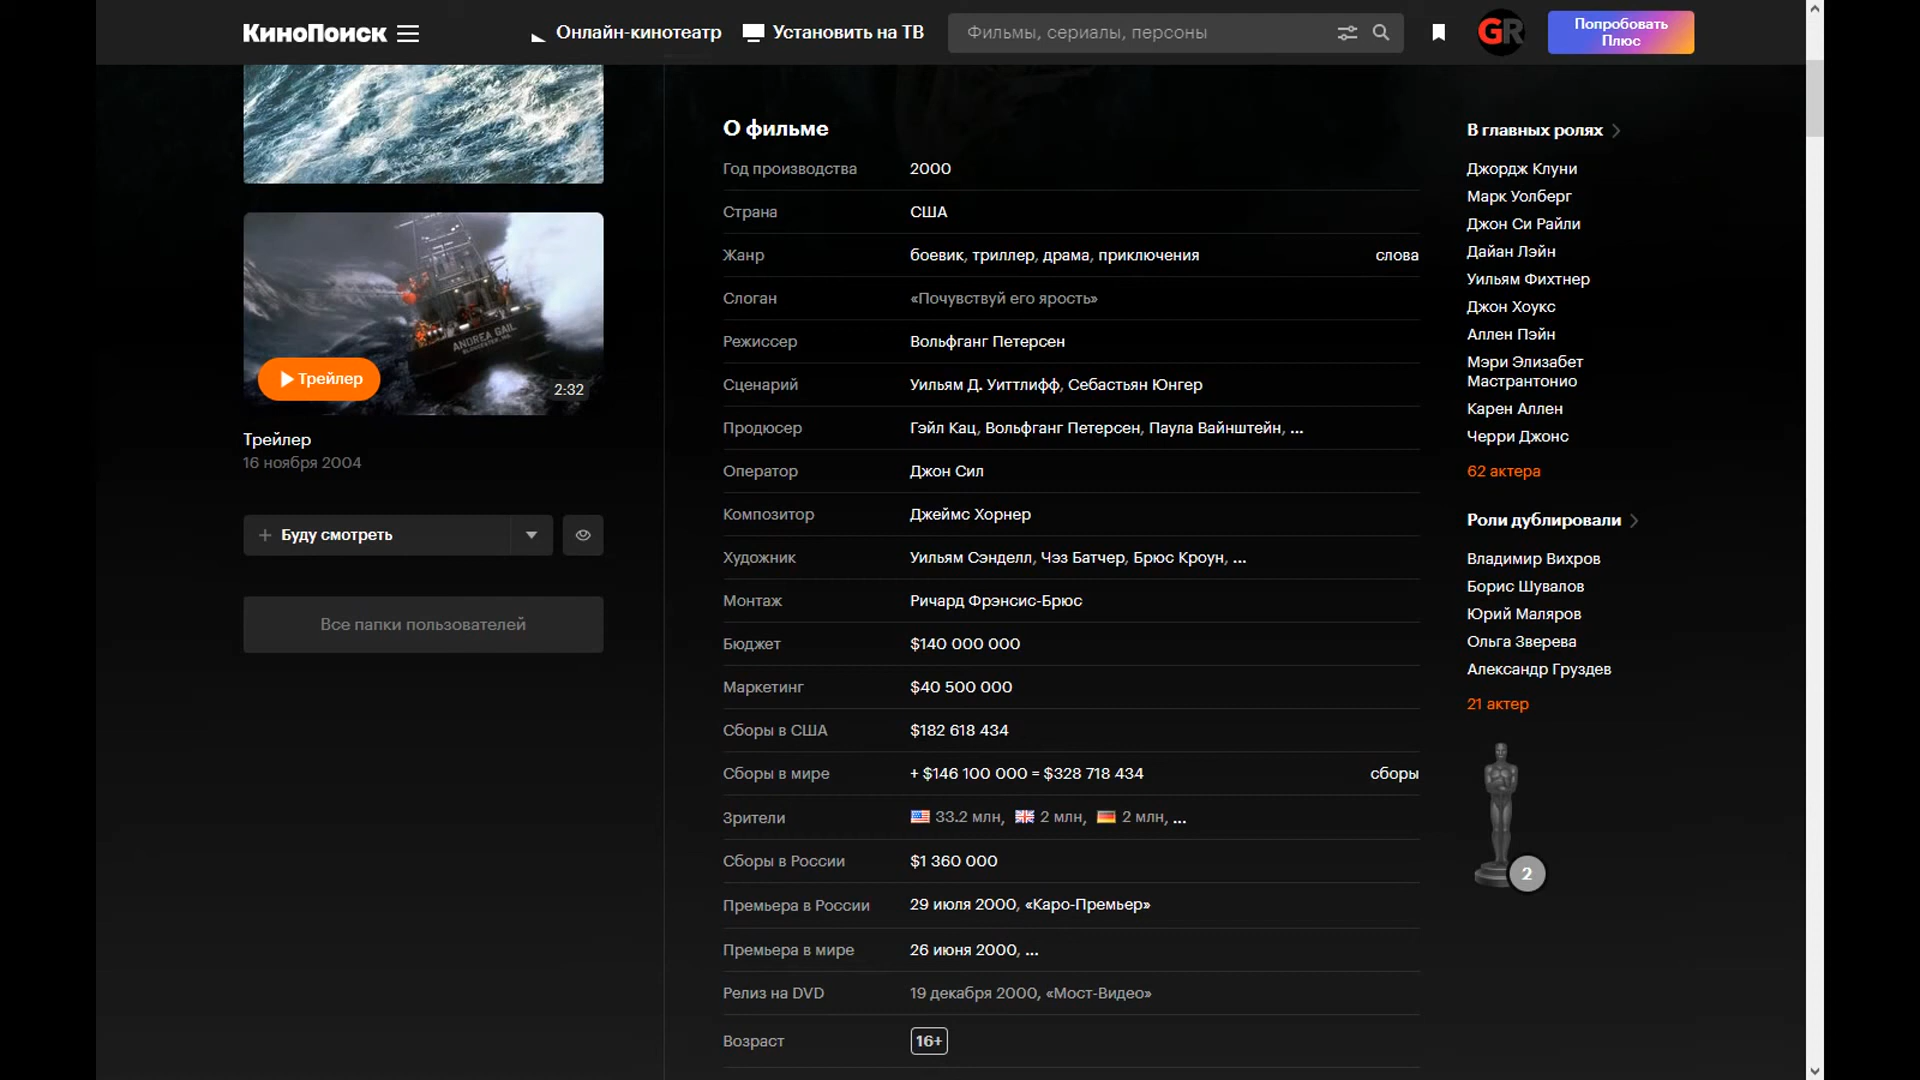 КиноПоиск
Онлайн-кинотеатр
Установить на ТВ
Фильмы, сериалы, персоны
GR
Попробовать
Плюс
ANDREA GAIL
GLOUCESTER, MA.
Трейлер
2:32
Трейлер
16 ноября 2004
Буду смотреть
Все папки пользователей
О фильме
Год производства 2000
Страна США
Жанр боевик, триллер, драма, приключения слова
Слоган «Почувствуй его ярость»
Режиссер Вольфганг Петерсен
Сценарий Уильям Д. Уиттлифф, Себастьян Юнгер
Продюсер Гэйл Кац, Вольфганг Петерсен, Паула Вайнштейн, ...
Оператор Джон Сил
Композитор Джеймс Хорнер
Художник Уильям Сэнделл, Чэз Батчер, Брюс Кроун, ...
Монтаж Ричард Фрэнсис-Брюс
Бюджет $140 000 000
Маркетинг $40 500 000
Сборы в США $182 618 434
Сборы в мире + $146 100 000 = $328 718 434 сборы
Зрители 33.2 млн, 2 млн, 2 млн, ...
Сборы в России $1 360 000
Премьера в России 29 июля 2000, «Каро-Премьер»
Премьера в мире 26 июня 2000, ...
Релиз на DVD 19 декабря 2000, «Мост-Видео»
Возраст 16+
В главных ролях
Джордж Клуни
Марк Уолберг
Джон Си Райли
Дайан Лэйн
Уильям Фихтнер
Джон Хоукс
Аллен Пэйн
Мэри Элизабет
Мастрантонио
Карен Аллен
Черри Джонс
62 актера
Роли дублировали
Владимир Вихров
Борис Шувалов
Юрий Маляров
Ольга Зверева
Александр Груздев
21 актер
2